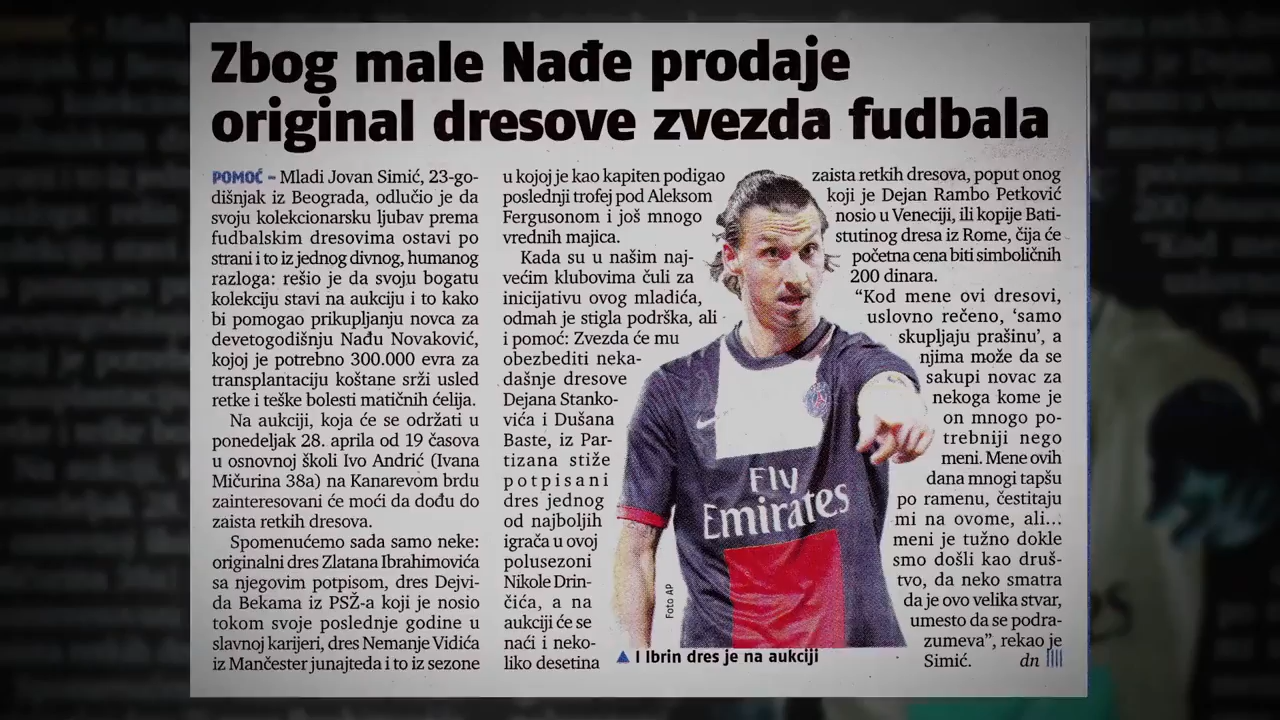 Zbog male Nađe prodaje
original dresove zvezda fudbala
POMOĆ – Mladi Jovan Simić, 23-go-
dišnjak iz Beograda, odlučio je da
svoju kolekcionarsku ljubav prema
fudbalskim dresovima ostavi po
strani i to iz jednog divnog, humanog
razloga: rešio je da svoju bogatu
kolekciju stavi na aukciju i to kako
bi pomogao prikupljanju novca za
devetogodišnju Nađu Novaković,
kojoj je potrebno 300.000 evra za
transplantaciju koštane srži usled
retke i teške bolesti matičnih ćelija.
Na aukciji, koja će se održati u
ponedeljak 28. aprila od 19 časova
u osnovnoj školi Ivo Andrić (Ivana
Mičurina 38a) na Kanarevom brdu
zainteresovani će moći da dođu do
zaista retkih dresova.
Spomenućemo sada samo neke:
originalni dres Zlatana Ibrahimovića
sa njegovim potpisom, dres Dejvi-
da Bekama iz PSŽ-a koji je nosio
tokom svoje poslednje godine u
slavnoj karijeri, dres Nemanje Vidića
iz Mančester junajteda i to iz sezone
u kojoj je kao kapiten podigao
poslednji trofej pod Aleksom
Fergusonom i još mnogo
vrednih majica.
Kada su u našim naj-
većim klubovima čuli za
inicijativu ovog mladića,
odmah je stigla podrška, ali
i pomoć: Zvezda će mu
obezbediti neka-
dašnje dresove
Dejana Stanko-
vića i Dušana
Baste, iz Par-
tizana stiže
potpisani
dres jednog
od najboljih
igrača u ovoj
polusezoni
Nikole Drin-
čića, a na
aukciji će se
naći i neko-
liko desetina
zaista retkih dresova, poput onog
koji je Dejan Rambo Petković
nosio u Veneciji, ili kopije Bati-
stutinog dresa iz Rome, čija će
početna cena biti simboličnih
200 dinara.
“Kod mene ovi dresovi,
uslovno rečeno, ‘samo
skupljaju prašinu’, a
njima može da se
sakupi novac za
nekoga kome je
on mnogo po-
trebniji nego
meni. Mene ovih
dana mnogi tapšu
po ramenu, čestitaju
mi na ovome, ali...
meni je tužno dokle
smo došli kao druš-
tvo, da neko smatra
da je ovo velika stvar,
umesto da se podra-
zumeva”, rekao je
Simić. dn
Fly
Emirates
Foto AP
I Ibrin dres je na aukciji